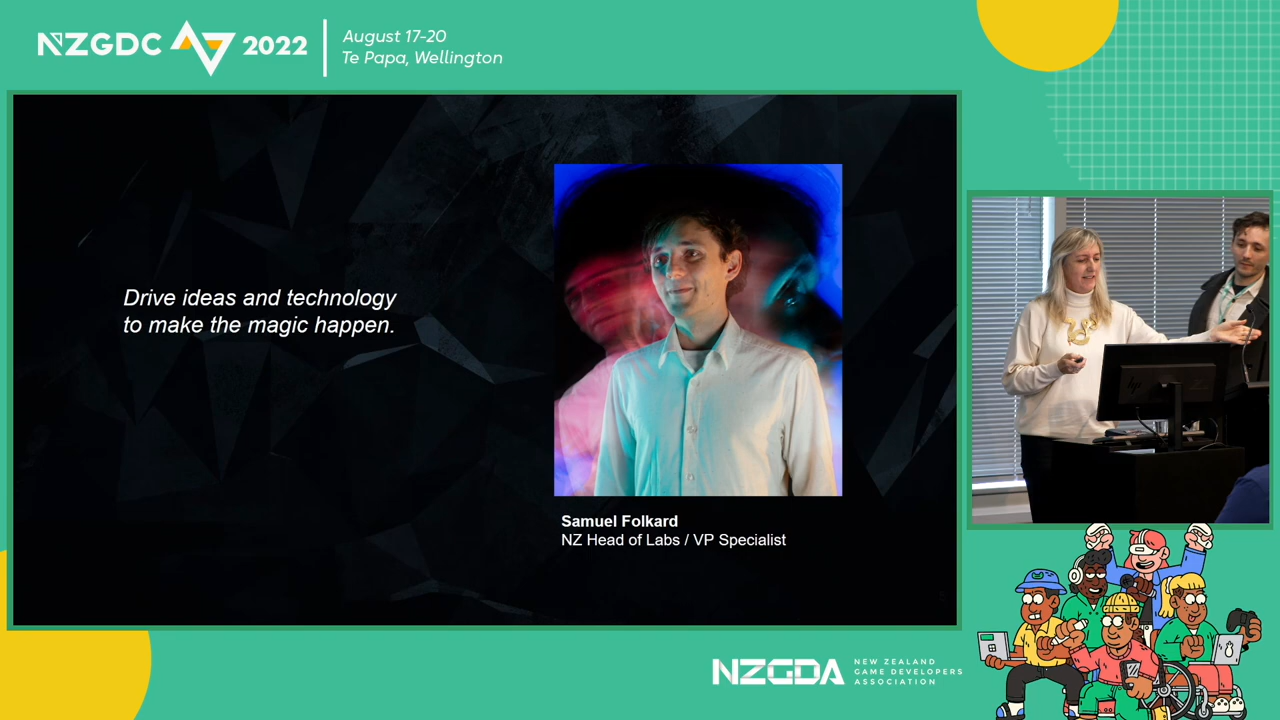 NZGDC 2022
August 17-20
Te Papa, Wellington
Drive ideas and technology
to make the magic happen.
Samuel Folkard
NZ Head of Labs / VP Specialist
NZGDA
NEW ZEALAND
GAME DEVELOPERS
ASSOCIATION
hp